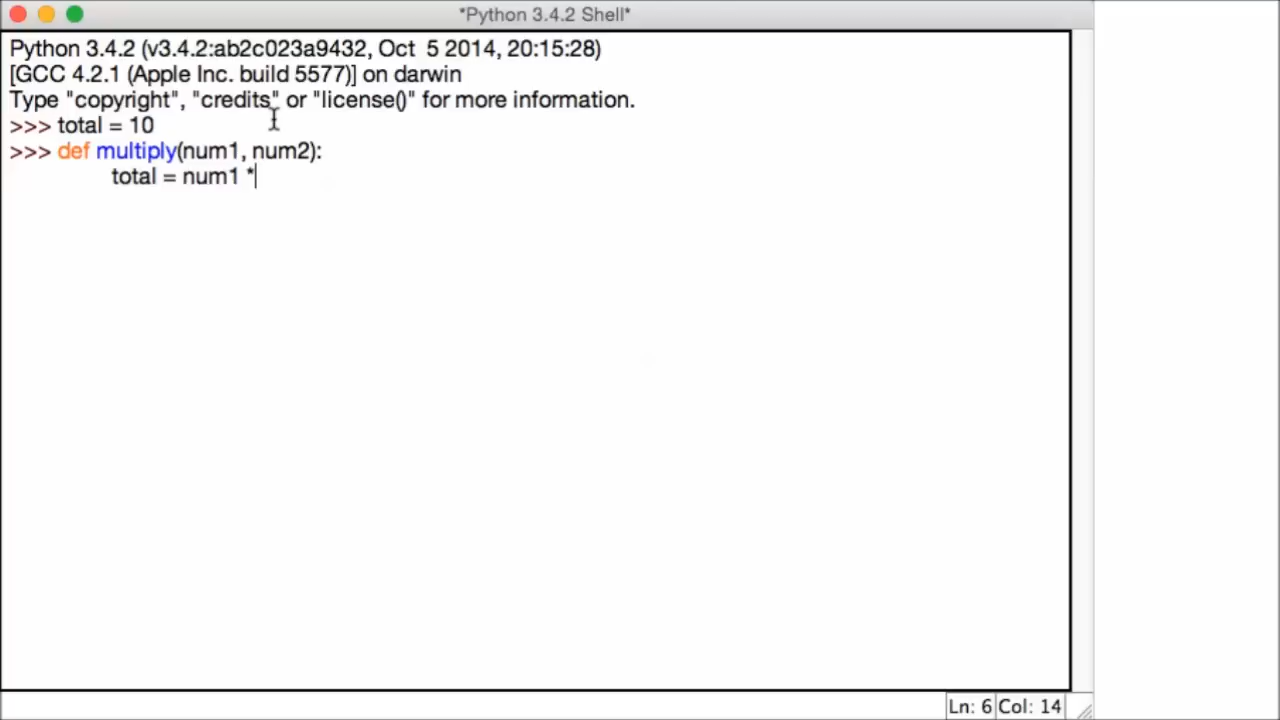 *Python 3.4.2 Shell*
Python 3.4.2 (v3.4.2:ab2c023a9432, Oct  5 2014, 20:15:28)
[GCC 4.2.1 (Apple Inc. build 5577)] on darwin
Type "copyright", "credits" or "license()" for more information.
>>> total = 10
>>> def multiply(num1, num2):
        total = num1 *
Ln: 6 Col: 14